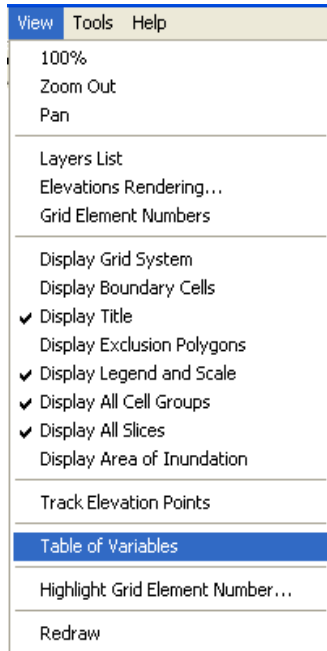 View Tools Help
100%
Zoom Out
Pan
Layers List
Elevations Rendering...
Grid Element Numbers
Display Grid System
Display Boundary Cells
Display Title
Display Exclusion Polygons
Display Legend and Scale
Display All Cell Groups
Display All Slices
Display Area of Inundation
Track Elevation Points
Table of Variables
Highlight Grid Element Number...
Redraw